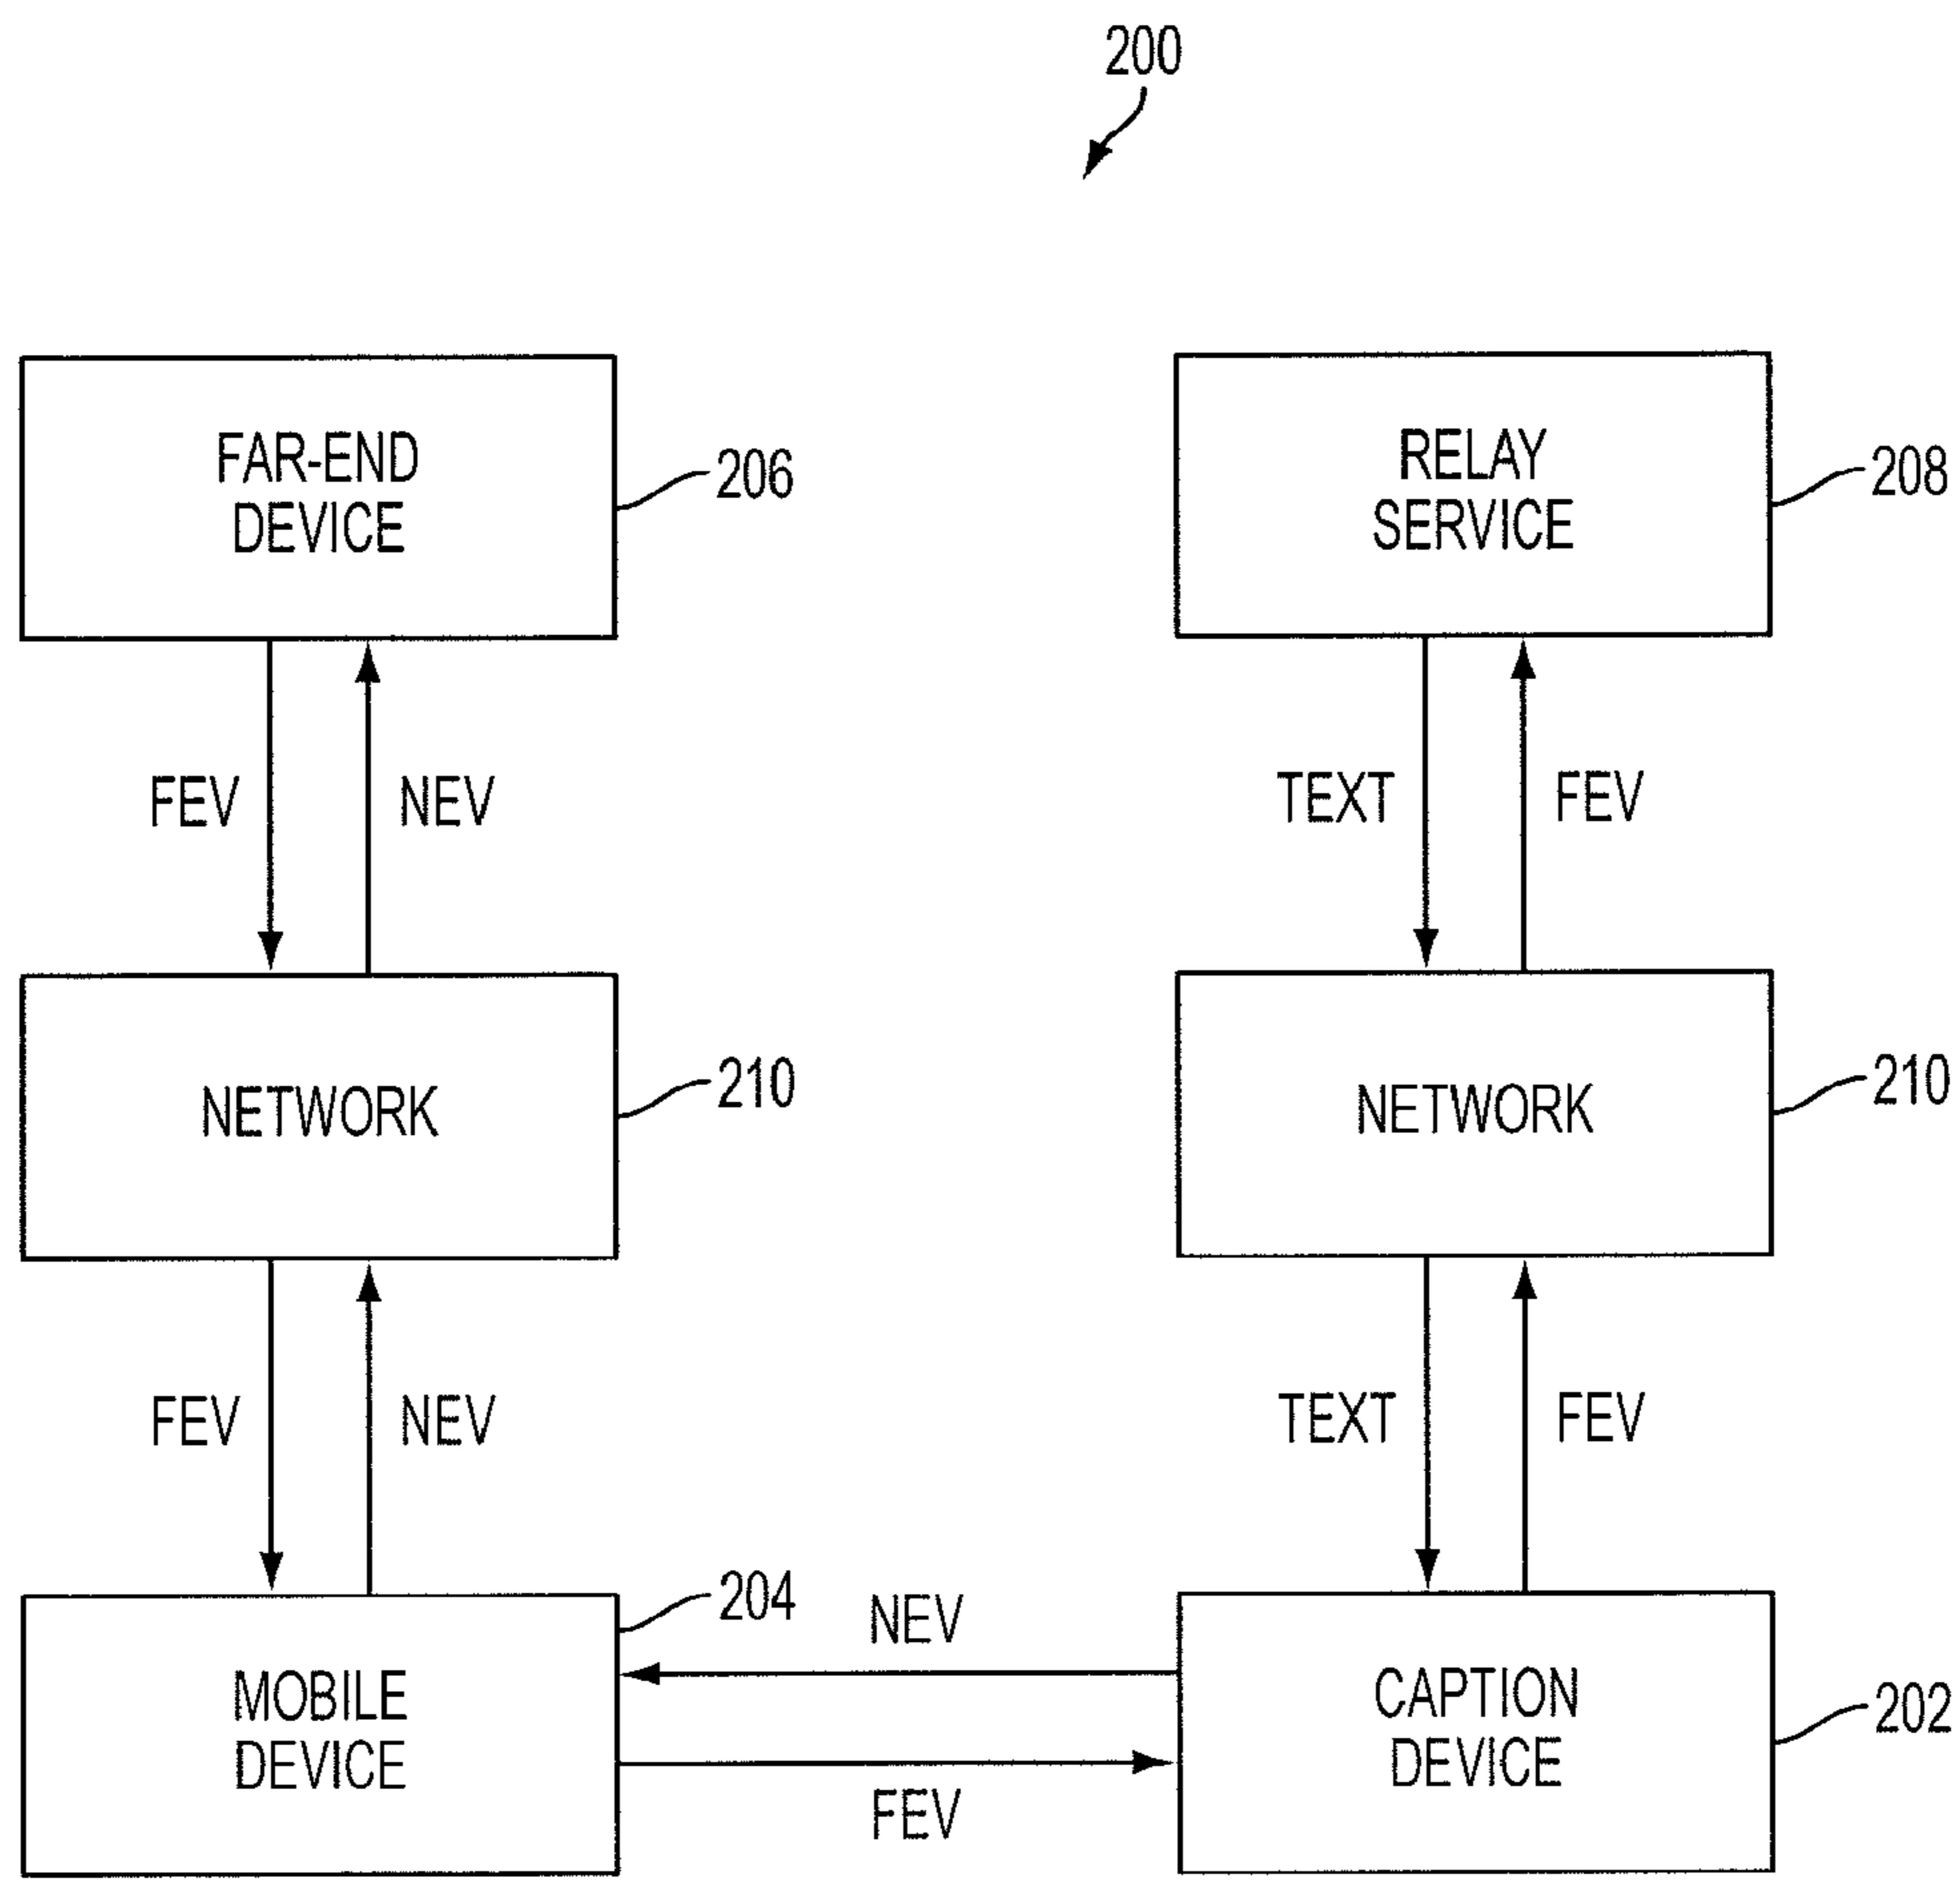 200
FAR-END
DEVICE
206
RELAY
SERVICE
208
FEV
NEV
TEXT
FEV
NETWORK
210
NETWORK
210
FEV
NEV
TEXT
FEV
MOBILE
DEVICE
204
NEV
FEV
CAPTION
DEVICE
202